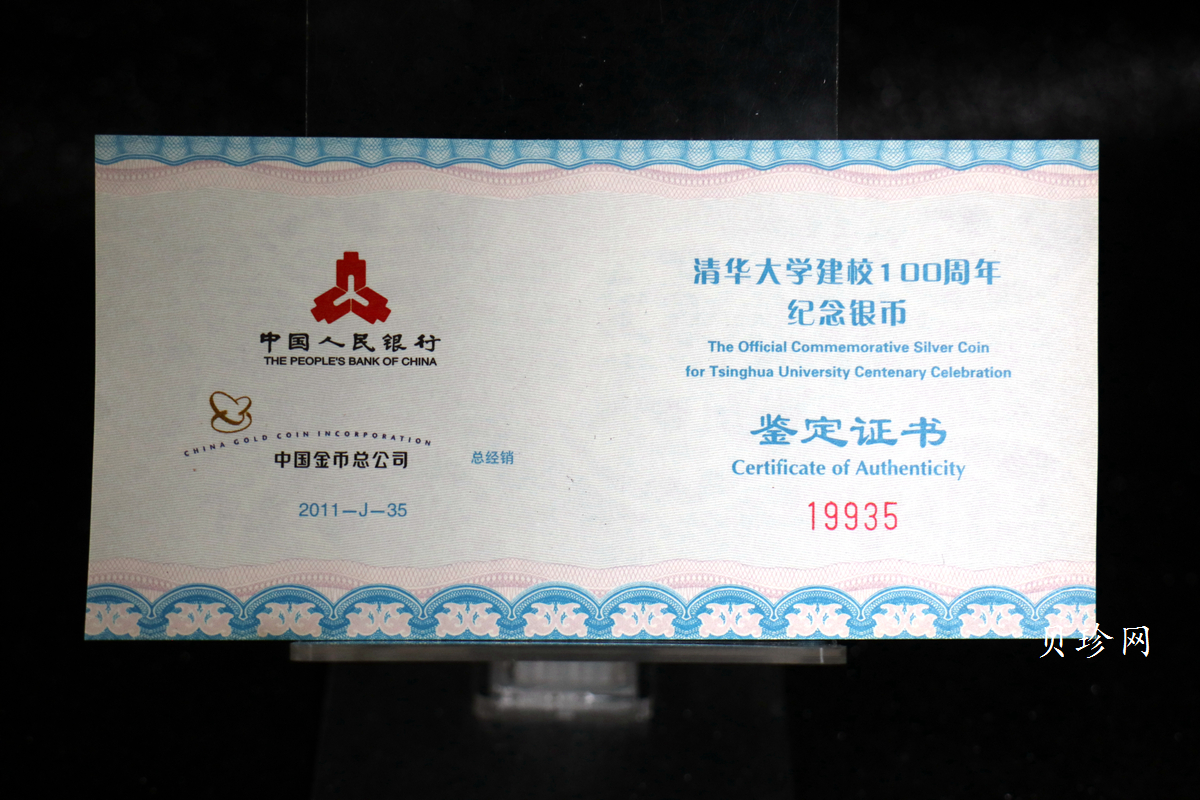 中国人民银行
THE PEOPLE'S BANK OF CHINA
CHINA GOLD COIN INCORPORATION
中国金币总公司
总经销
2011—J—35
清华大学建校100周年
纪念银币
The Official Commemorative Silver Coin
for Tsinghua University Centenary Celebration
鉴定证书
Certificate of Authenticity
19935
贝珍网